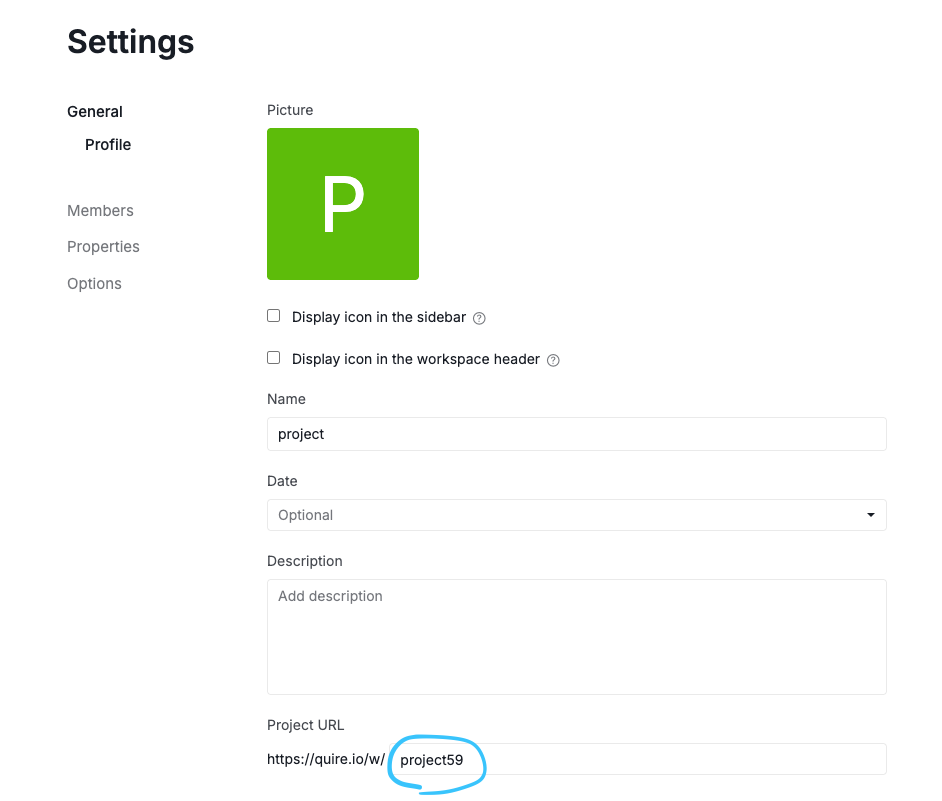 Settings
General
Profile
Members
Properties
Options
Picture
P
Display icon in the sidebar ?
Display icon in the workspace header ?
Name
project
Date
Optional
Description
Add description
Project URL
https://quire.io/w/ project59